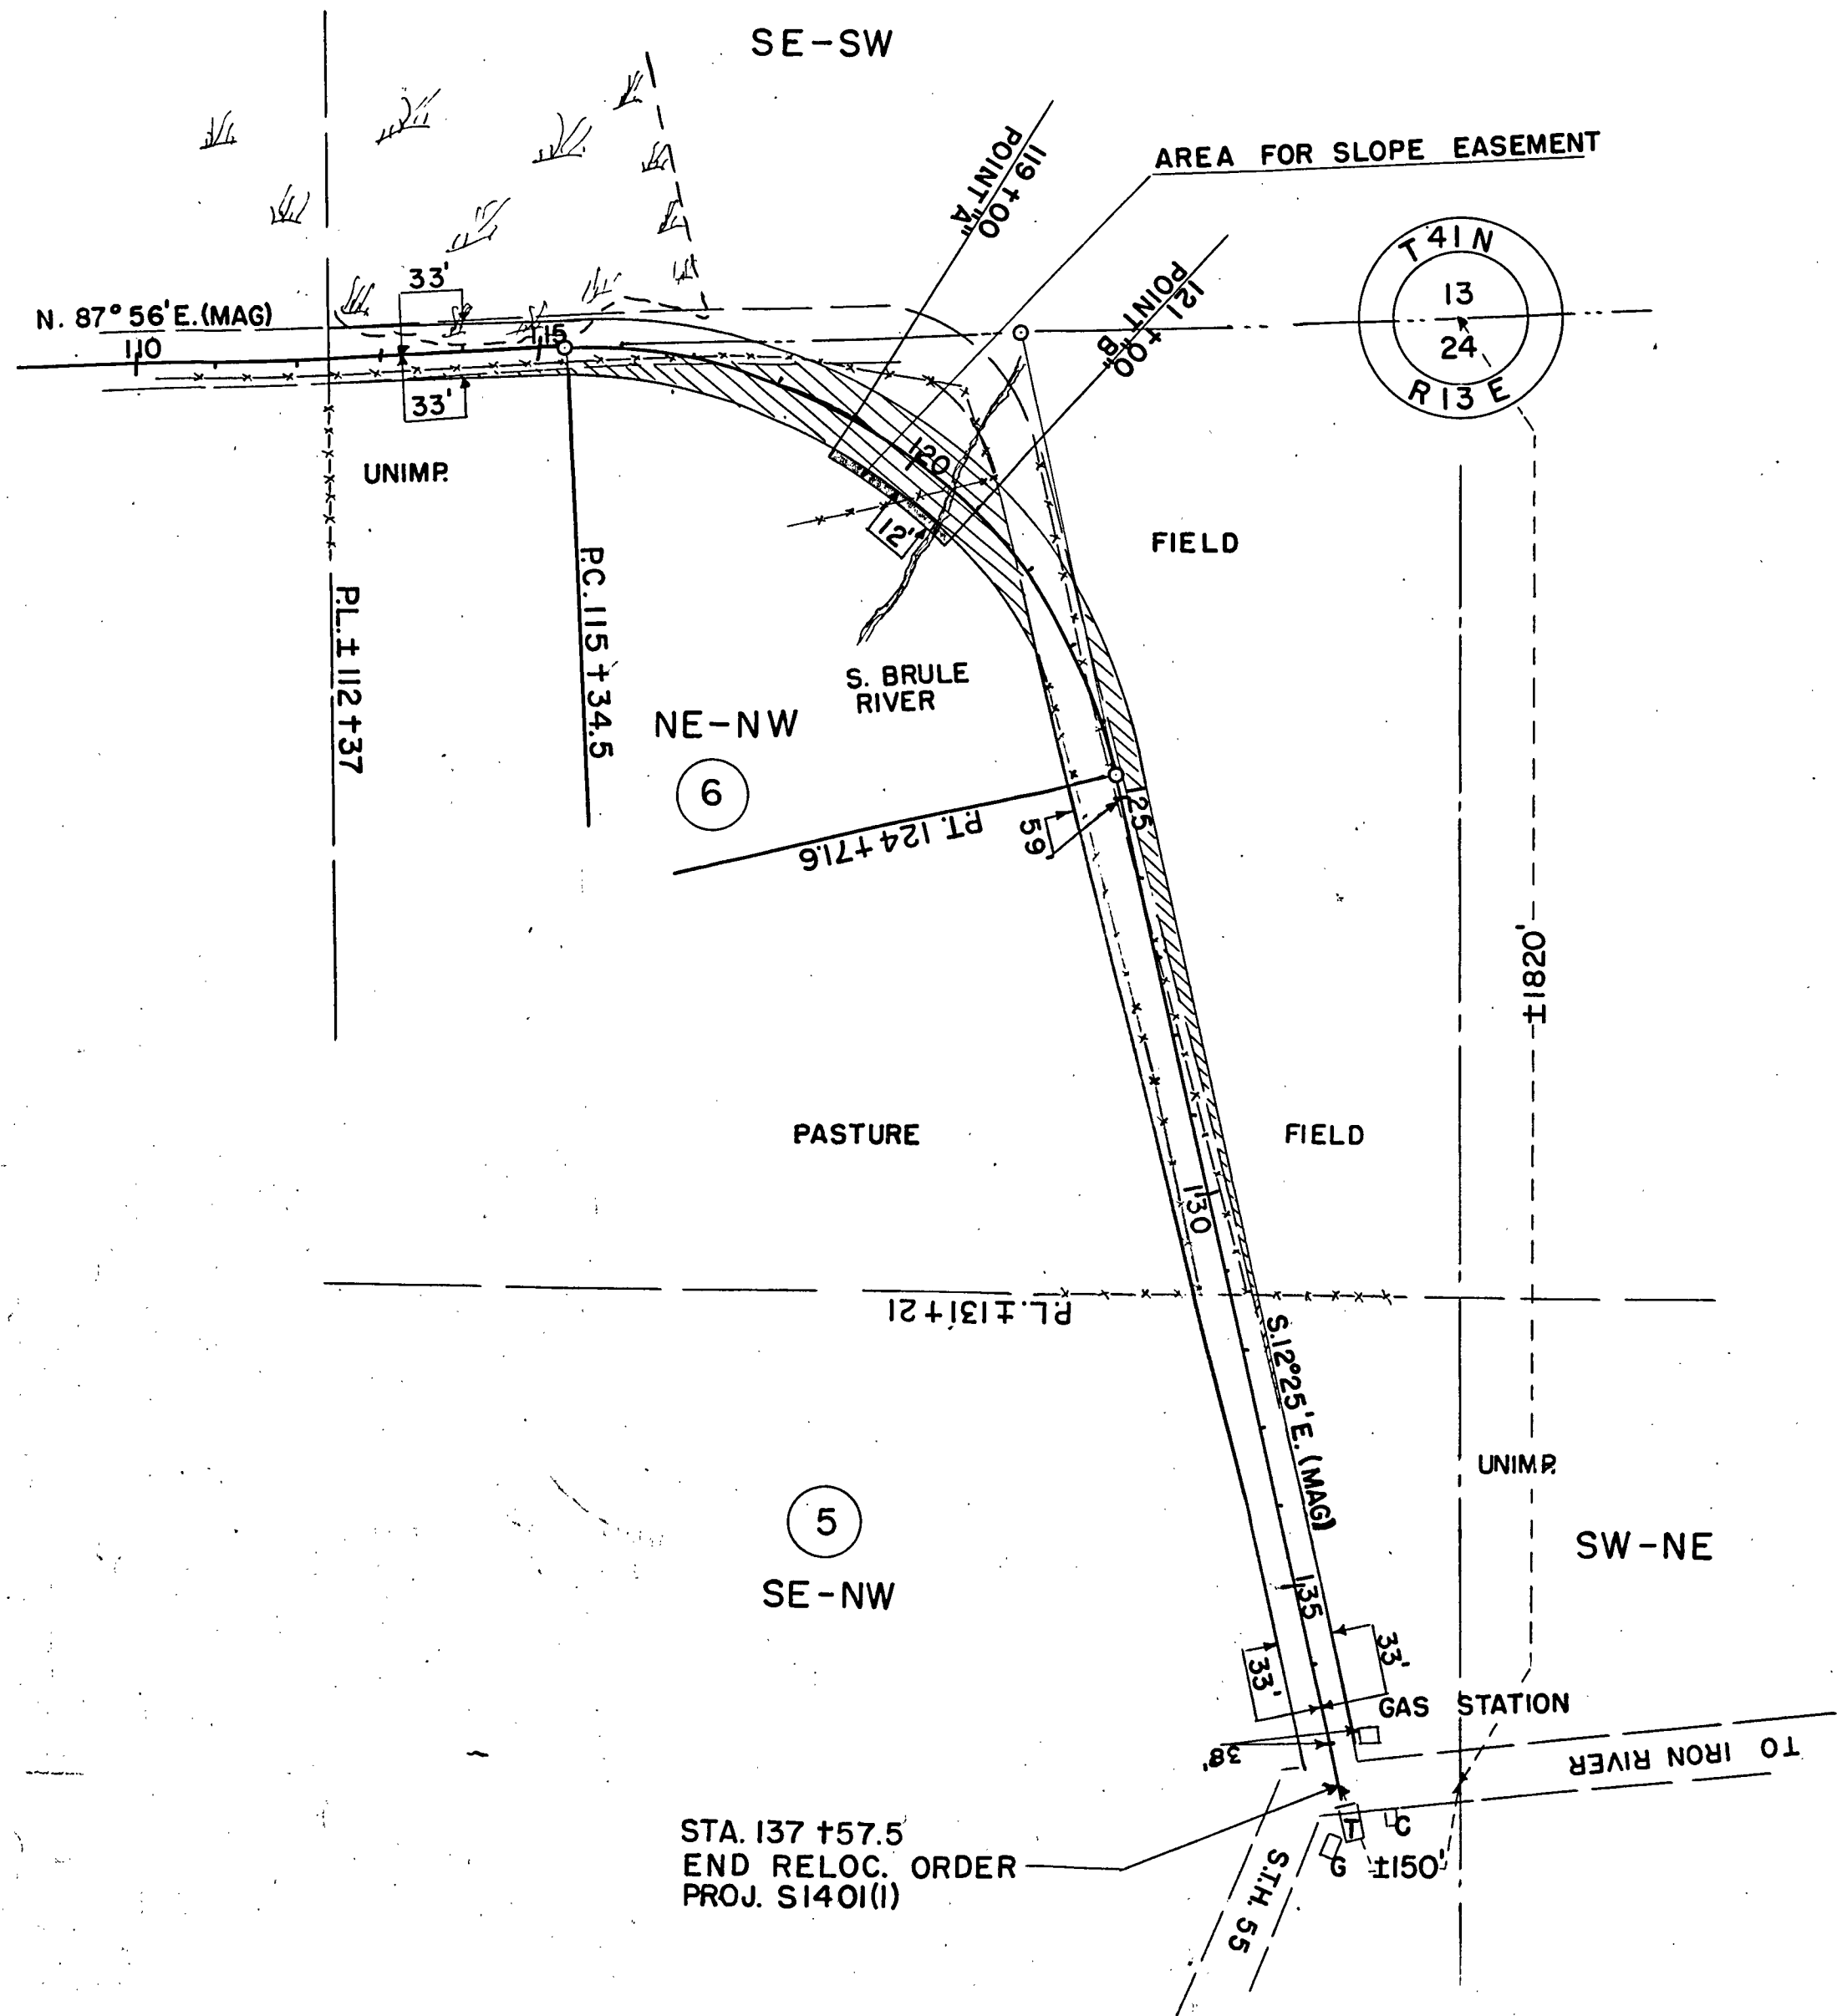 SE-SW
119+00
POINT "A"
AREA FOR SLOPE EASEMENT
T 41 N
13
24
R 13 E
121+00
POINT "B"
33'
N. 87° 56' E. (MAG)
110
115
33'
120
UNIMP.
12'
FIELD
P.L. ± 112+37
P.C. 115+34.5
S. BRULE
RIVER
NE-NW
6
P.T. 124+71.6
59'
125
±1820'
PASTURE
FIELD
130
P.L. ±131+21
S. 12° 25' E. (MAG)
UNIMP.
5
SW-NE
SE-NW
135
33'
33'
GAS STATION
38'
TO IRON RIVER
STA. 137+57.5
END RELOC. ORDER
PROJ. S1401(1)
T
C
G
±150'
S.T.H. 55